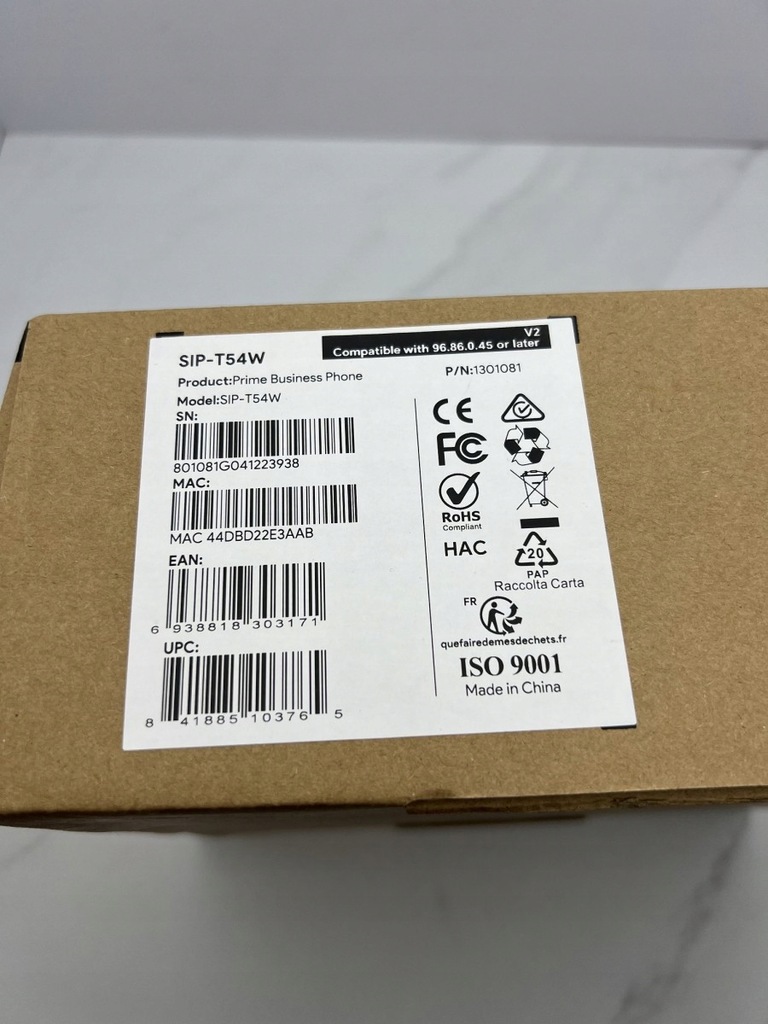 SIP-T54W
V2
Compatible with 96.86.0.45 or later
Product:Prime Business Phone
P/N:1301081
Model:SIP-T54W
SN:
801081G041223938
MAC:
MAC 44DBD22E3AAB
EAN:
6 938818 303171
UPC:
8 41885 10376 5
CE
FC
RoHS
Compliant
HAC
20
PAP
Raccolta Carta
FR
quefairedemesdechets.fr
ISO 9001
Made in China